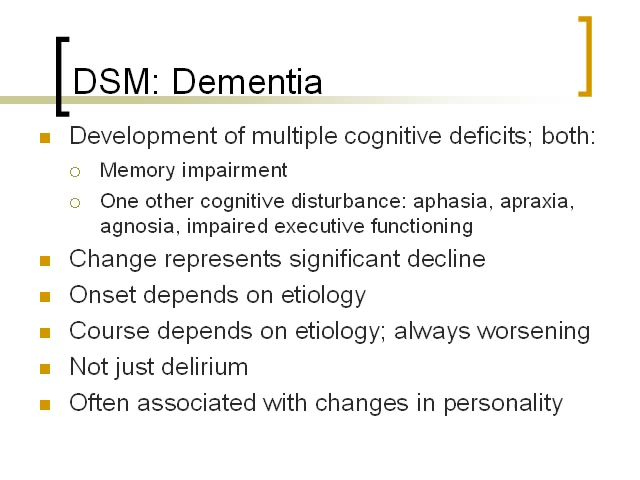 DSM: Dementia
Development of multiple cognitive deficits; both:
Memory impairment
One other cognitive disturbance: aphasia, apraxia,
agnosia, impaired executive functioning
Change represents significant decline
Onset depends on etiology
Course depends on etiology; always worsening
Not just delirium
Often associated with changes in personality